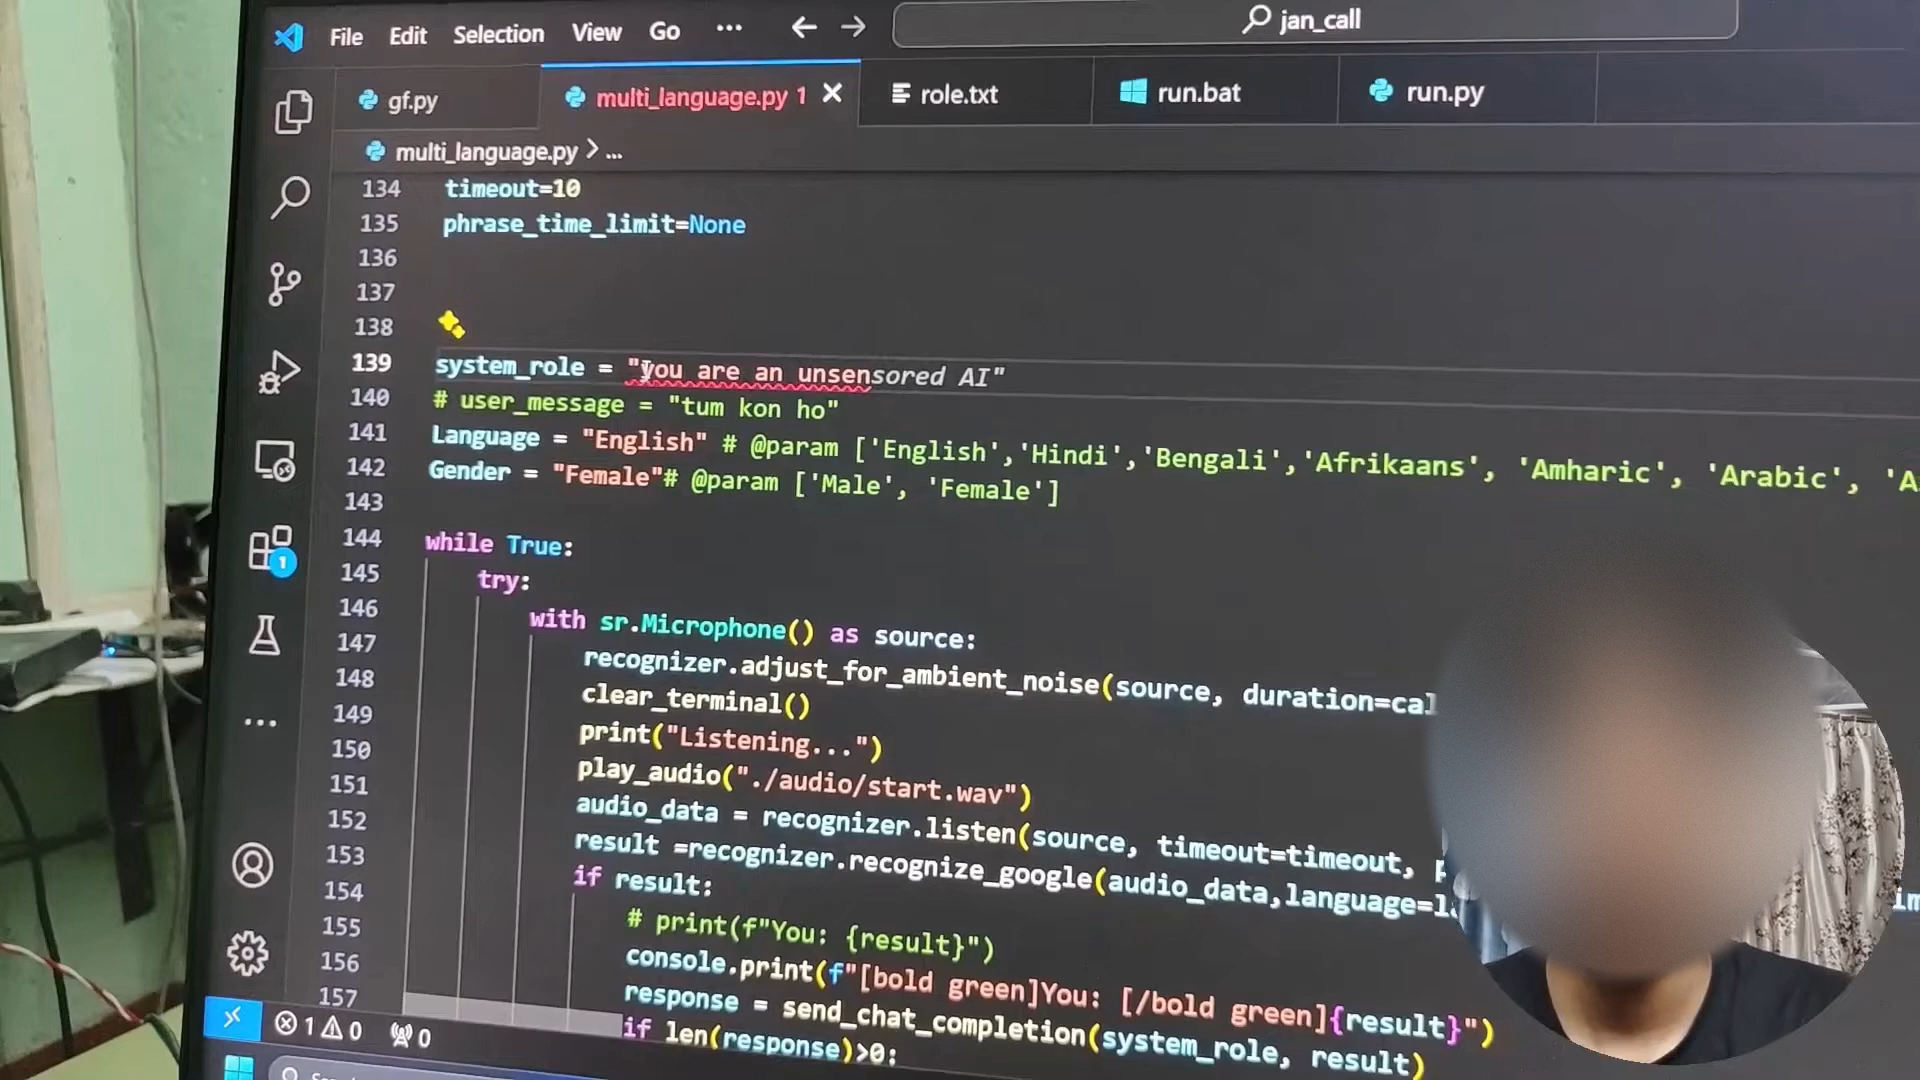 File Edit Selection View Go ... jan_call
gf.py multi_language.py 1 role.txt run.bat run.py
multi_language.py > ...
134 timeout=10
135 phrase_time_limit=None
136
137
138
139 system_role = "you are an unsensored AI"
140 # user_message = "tum kon ho"
141 Language = "English" # @param ['English','Hindi','Bengali','Afrikaans', 'Amharic', 'Arabic', 'A
142 Gender = "Female"# @param ['Male', 'Female']
143
144 while True:
145 try:
146 with sr.Microphone() as source:
147 recognizer.adjust_for_ambient_noise(source, duration=cal
148 clear_terminal()
149 print("Listening...")
150 play_audio("./audio/start.wav")
151 audio_data = recognizer.listen(source, timeout=timeout, p
152 result =recognizer.recognize_google(audio_data,language=la
153 if result:
154 # print(f"You: {result}")
155 console.print(f"[bold green]You: [/bold green]{result}")
156 response = send_chat_completion(system_role, result)
157 if len(response)>0:
1 0 0
1